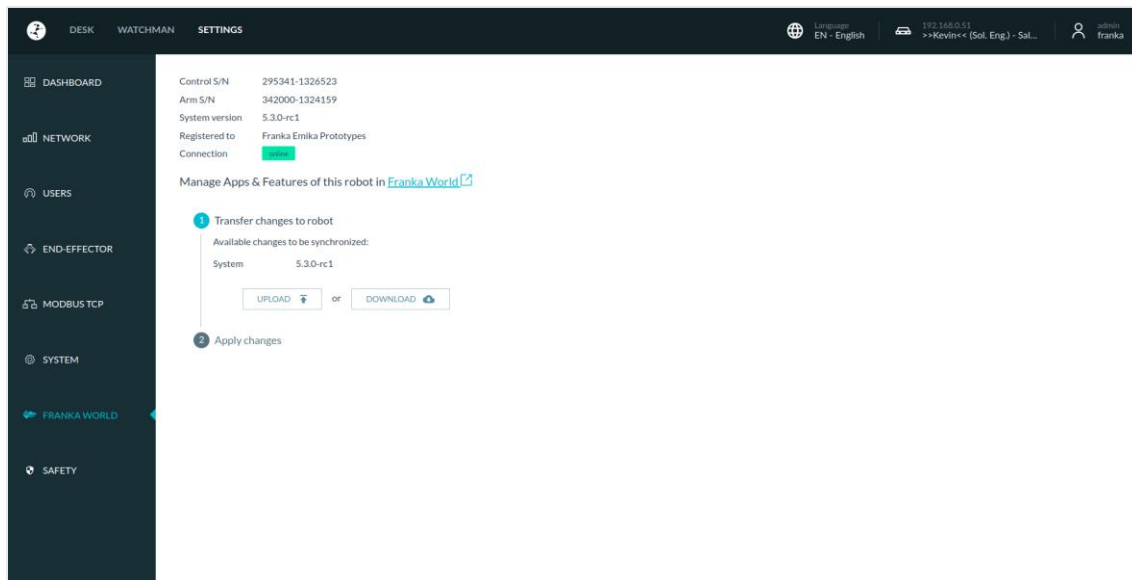 DESK WATCHMAN SETTINGS
Language
EN - English
192.168.0.51
>>Kevin<< (Sol. Eng.) - Sal...
admin
franka
DASHBOARD
NETWORK
USERS
END-EFFECTOR
MODBUS TCP
SYSTEM
FRANKA WORLD
SAFETY
Control S/N 295341-1326523
Arm S/N 342000-1324159
System version 5.3.0-rc1
Registered to Franka Emika Prototypes
Connection online
Manage Apps & Features of this robot in Franka World
1 Transfer changes to robot
Available changes to be synchronized:
System 5.3.0-rc1
UPLOAD or DOWNLOAD
2 Apply changes